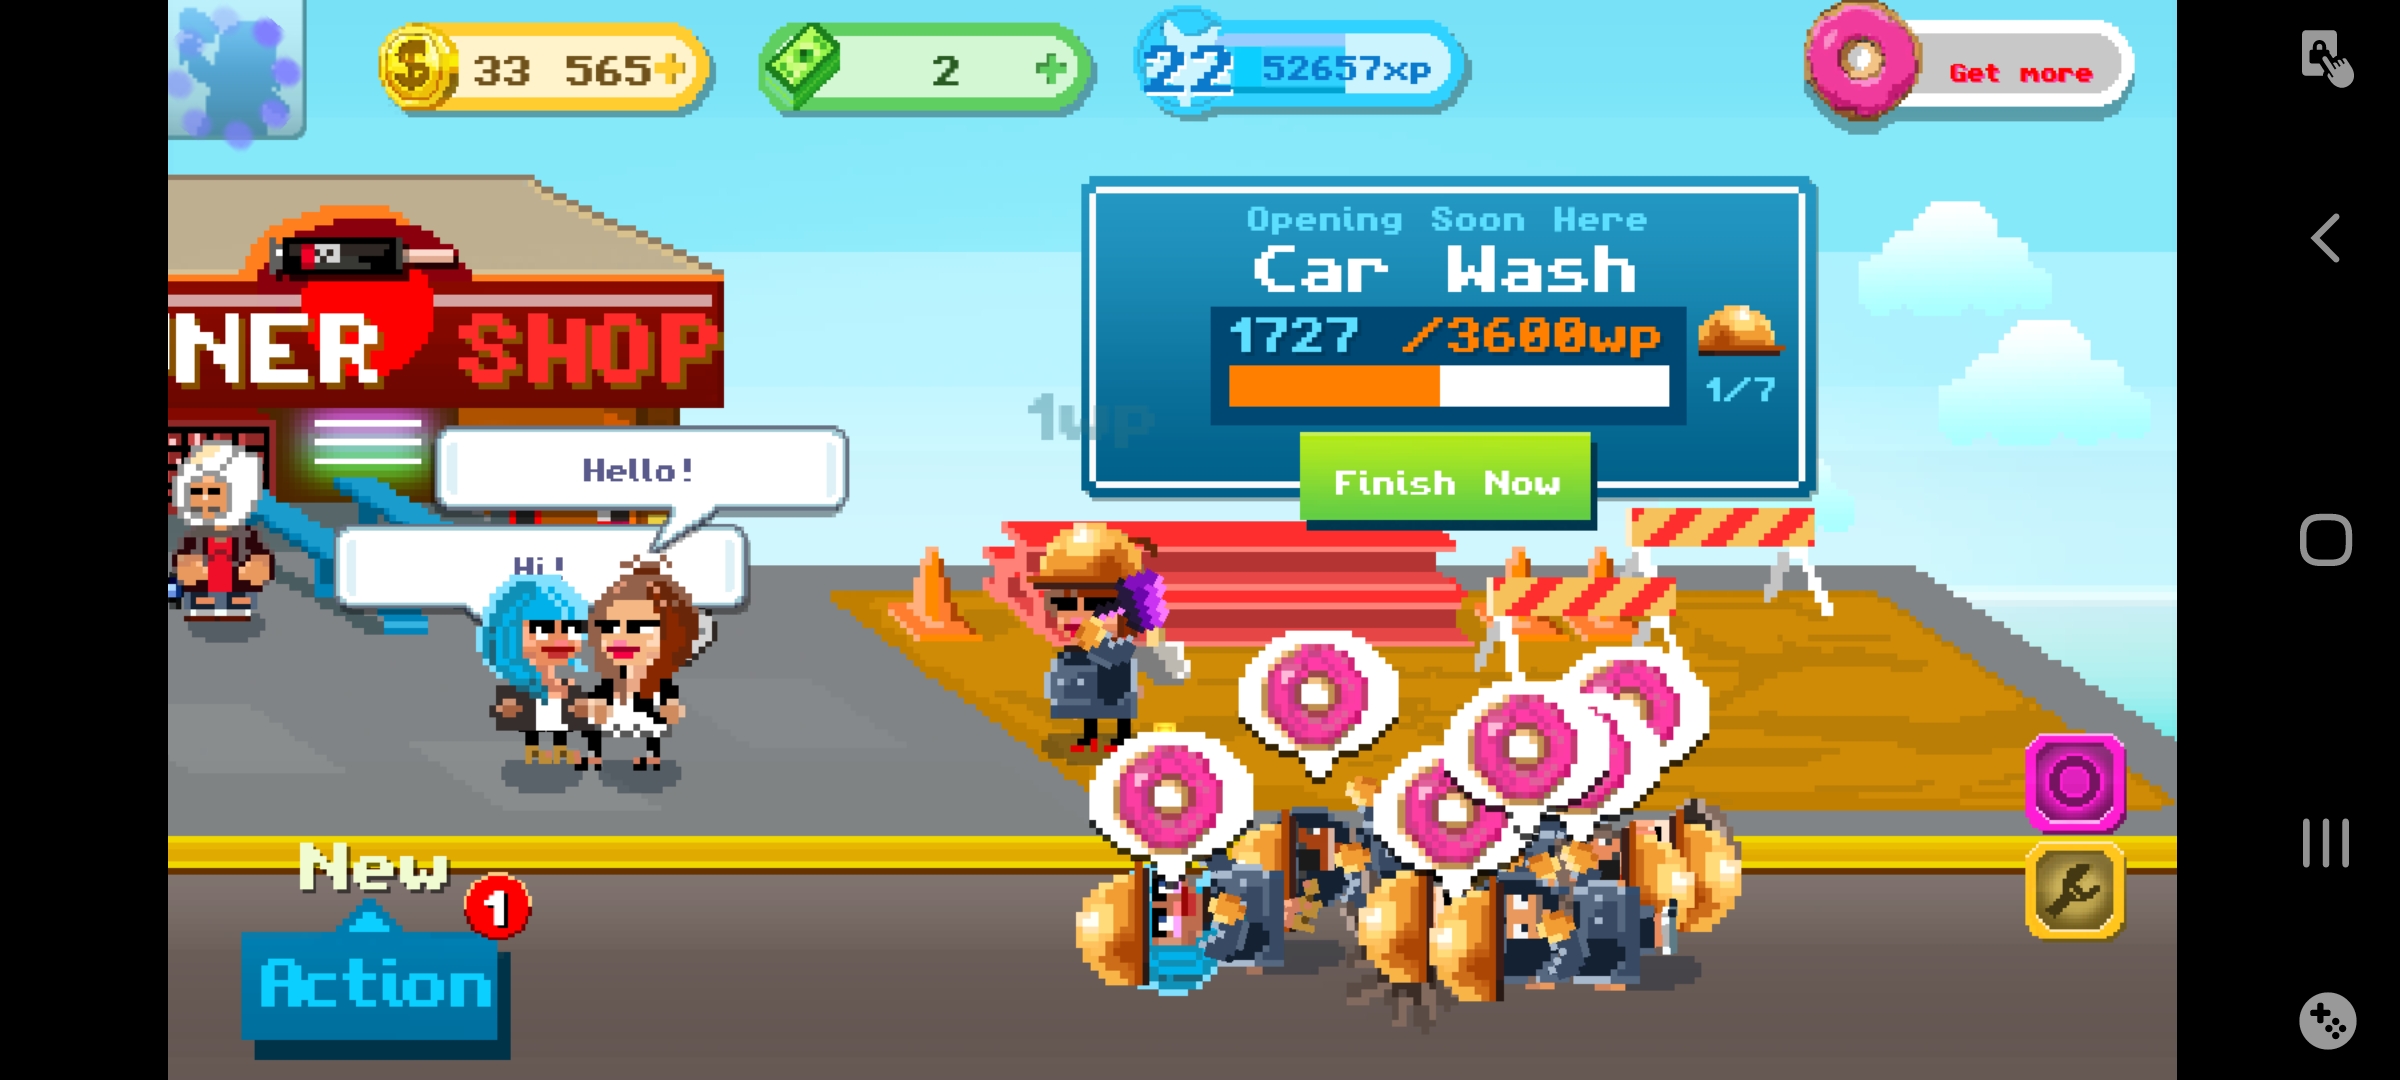 33 565+
2 +
22 52657xp
Get more
Opening Soon Here
Car Wash
1727 /3600wp
1/7
Finish Now
1wp
NER SHOP
Hello!
Hi!
New
1
Action